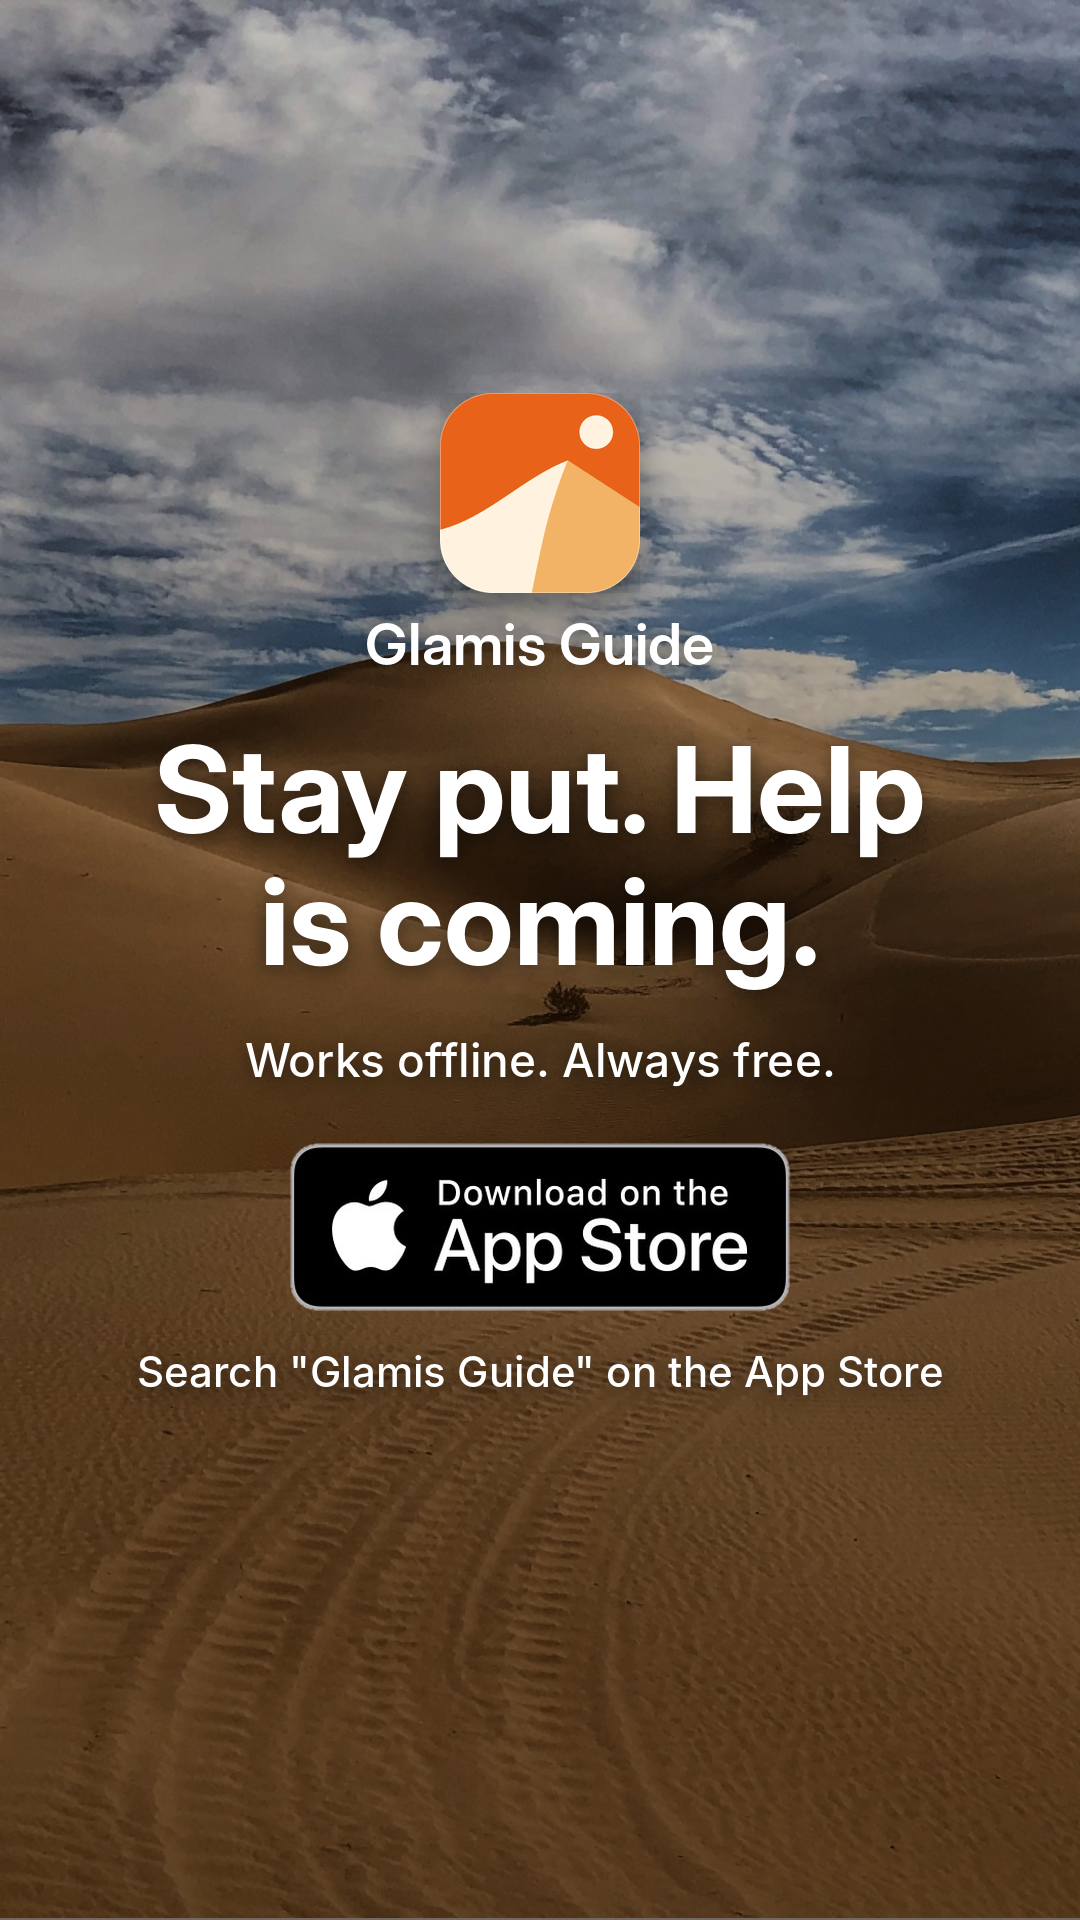 Glamis Guide
Stay put. Help
is coming.
Works offline. Always free.
Download on the
App Store
Search "Glamis Guide" on the App Store